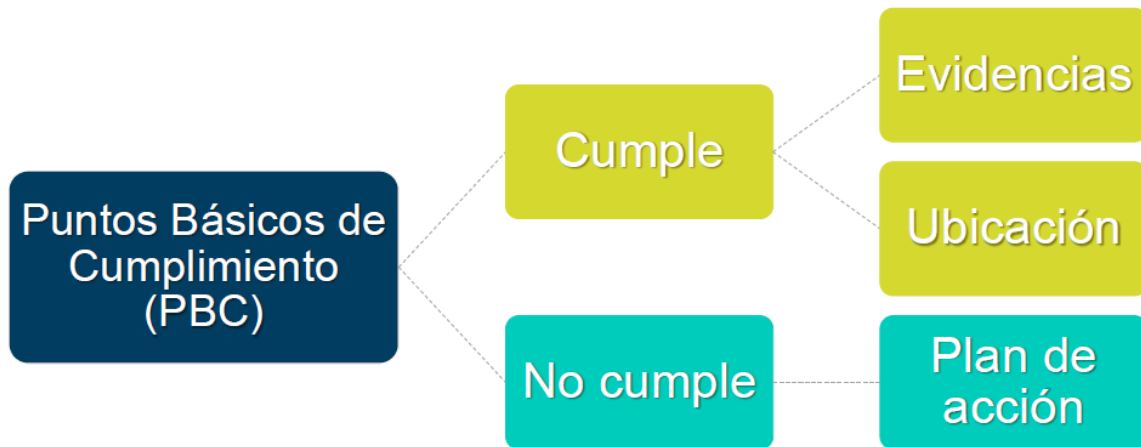 Puntos Básicos de
Cumplimiento
(PBC)
Cumple
Evidencias
Ubicación
No cumple
Plan de
acción